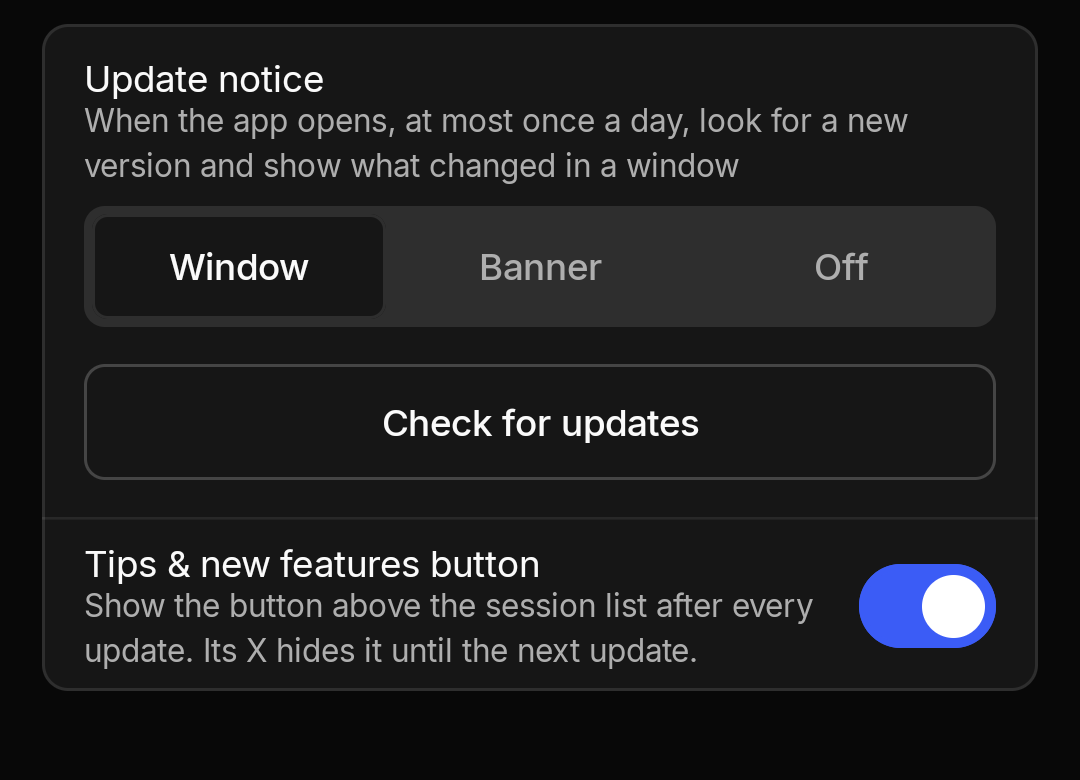 Update notice
When the app opens, at most once a day, look for a new
version and show what changed in a window
Window
Banner
Off
Check for updates
Tips & new features button
Show the button above the session list after every
update. Its X hides it until the next update.